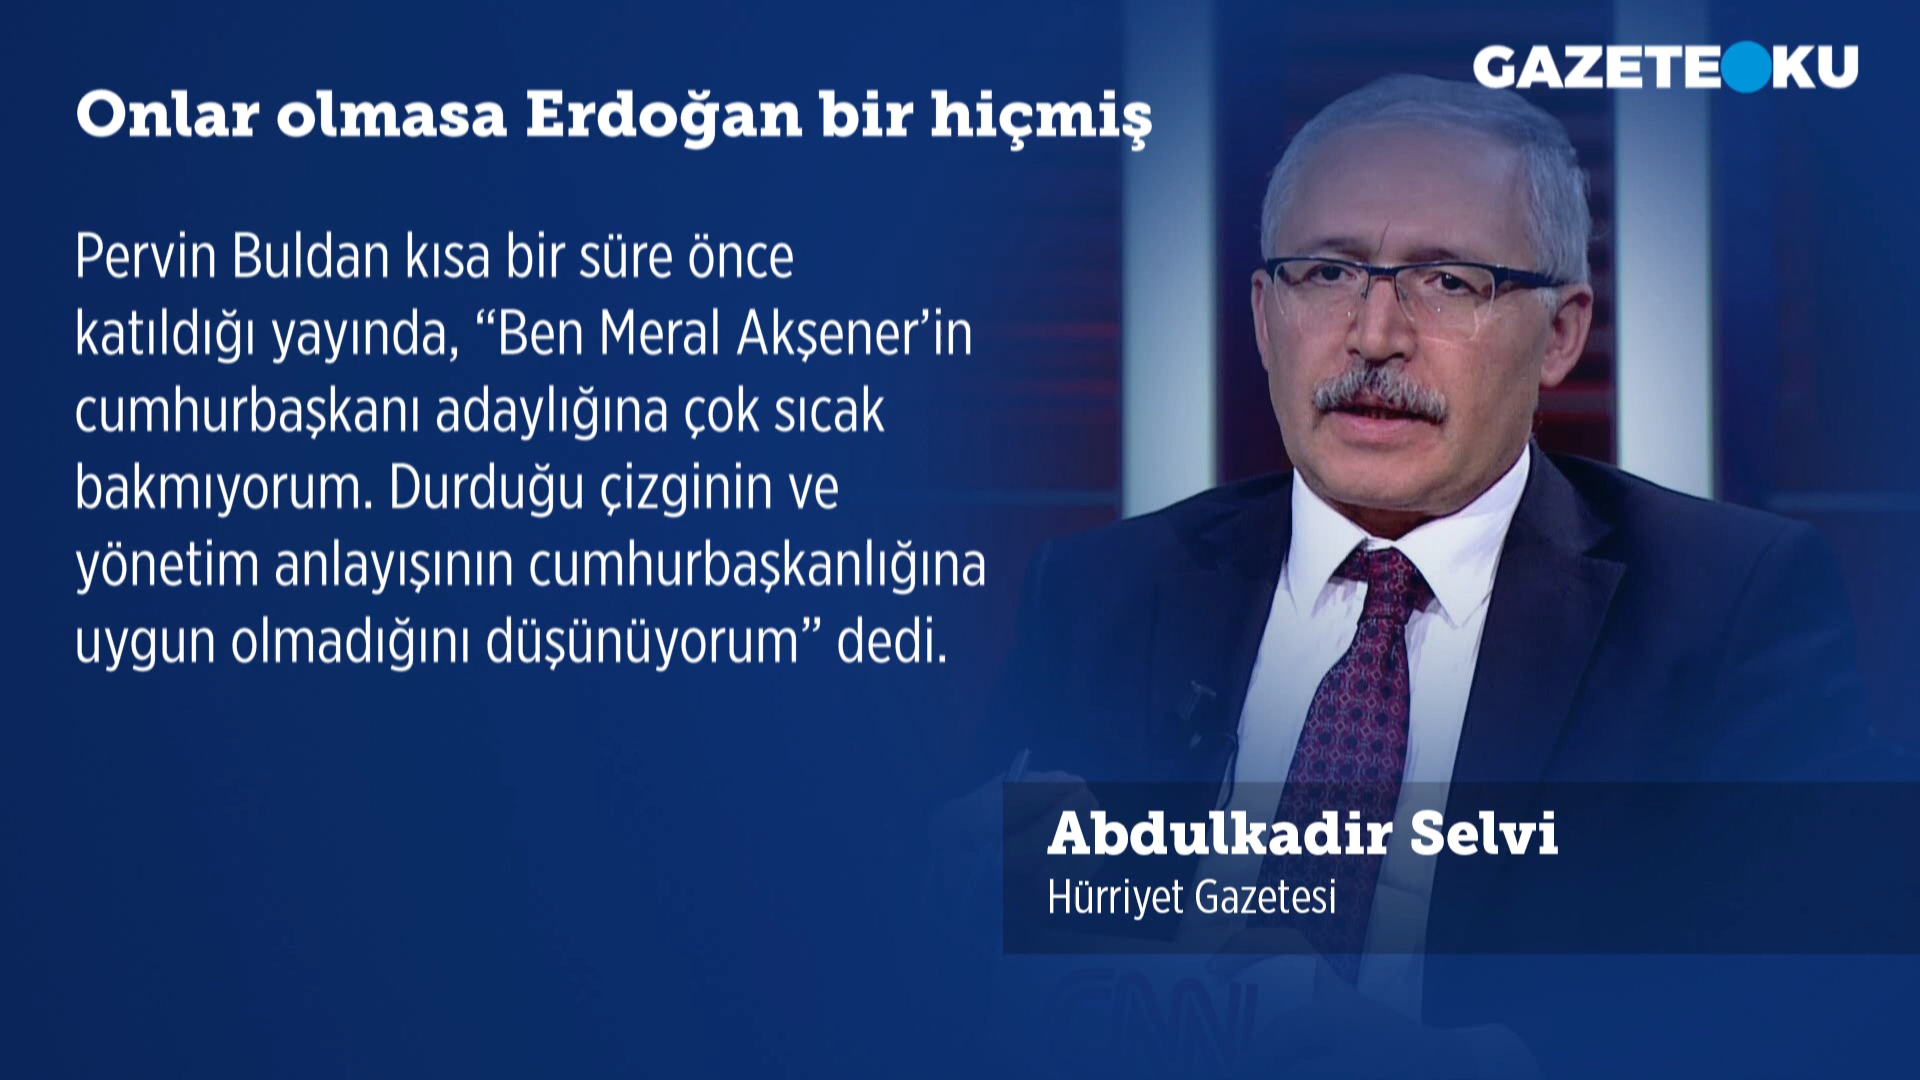 GAZETE OKU
Onlar olmasa Erdoğan bir hiçmiş
Pervin Buldan kısa bir süre önce
katıldığı yayında, “Ben Meral Akşener’in
cumhurbaşkanı adaylığına çok sıcak
bakmıyorum. Durduğu çizginin ve
yönetim anlayışının cumhurbaşkanlığına
uygun olmadığını düşünüyorum” dedi.
Abdulkadir Selvi
Hürriyet Gazetesi
CNN